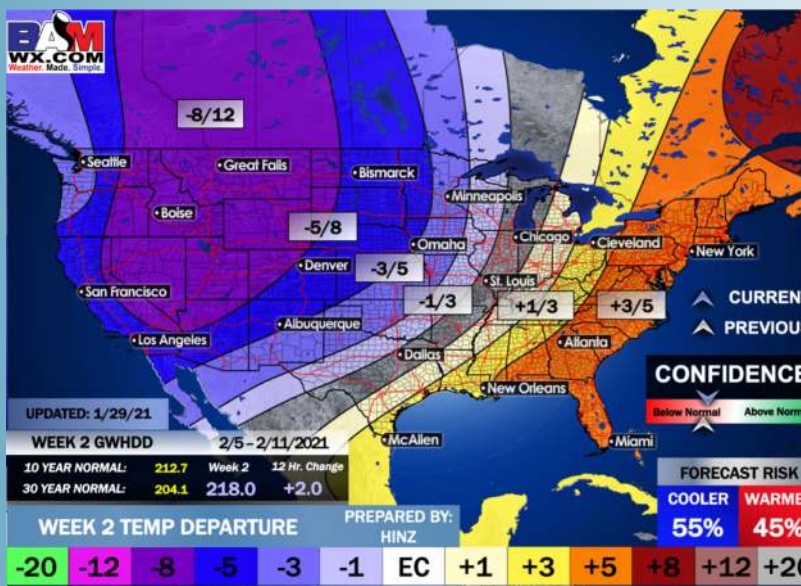 BAM
WX.COM
Weather. Made. Simple.
-8/12
Seattle
Great Falls
Bismarck
Minneapolis
Boise
-5/8
Omaha
Chicago
Cleveland
New York
Denver
-3/5
San Francisco
St. Louis
-1/3
+1/3
+3/5
CURREN
Albuquerque
PREVIOU
Los Angeles
Dallas
Atlanta
New Orleans
CONFIDENCE
Below Normal Above Norm
UPDATED: 1/29/21
WEEK 2 GWHDD 2/5 – 2/11/2021
McAllen
Miami
10 YEAR NORMAL: 212.7 Week 2 12 Hr. Change
30 YEAR NORMAL: 204.1 218.0 +2.0
FORECAST RISK
COOLER WARME
55% 45%
WEEK 2 TEMP DEPARTURE
PREPARED BY:
HINZ
-20 -12 -8 -5 -3 -1 EC +1 +3 +5 +8 +12 +20